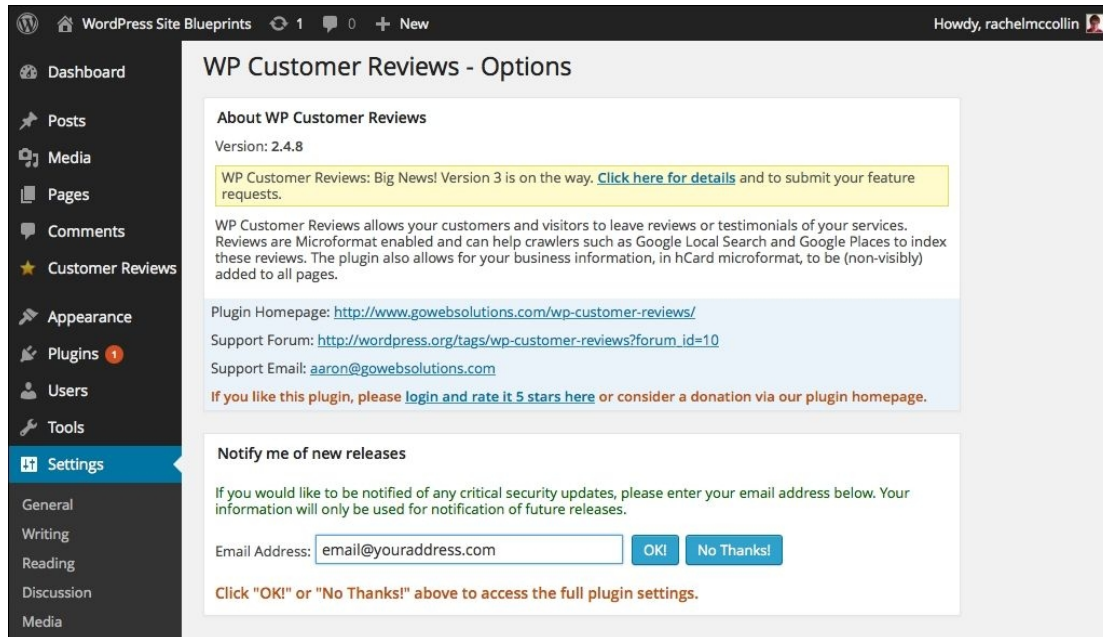 WordPress Site Blueprints 1 0 + New Howdy, rachelmccollin
Dashboard
Posts
Media
Pages
Comments
Customer Reviews
Appearance
Plugins 1
Users
Tools
Settings
General
Writing
Reading
Discussion
Media
WP Customer Reviews - Options
About WP Customer Reviews
Version: 2.4.8
WP Customer Reviews: Big News! Version 3 is on the way. Click here for details and to submit your feature
requests.
WP Customer Reviews allows your customers and visitors to leave reviews or testimonials of your services.
Reviews are Microformat enabled and can help crawlers such as Google Local Search and Google Places to index
these reviews. The plugin also allows for your business information, in hCard microformat, to be (non-visibly)
added to all pages.
Plugin Homepage: http://www.gowebsolutions.com/wp-customer-reviews/
Support Forum: http://wordpress.org/tags/wp-customer-reviews?forum_id=10
Support Email: aaron@gowebsolutions.com
If you like this plugin, please login and rate it 5 stars here or consider a donation via our plugin homepage.
Notify me of new releases
If you would like to be notified of any critical security updates, please enter your email address below. Your
information will only be used for notification of future releases.
Email Address: email@youraddress.com OK! No Thanks!
Click "OK!" or "No Thanks!" above to access the full plugin settings.